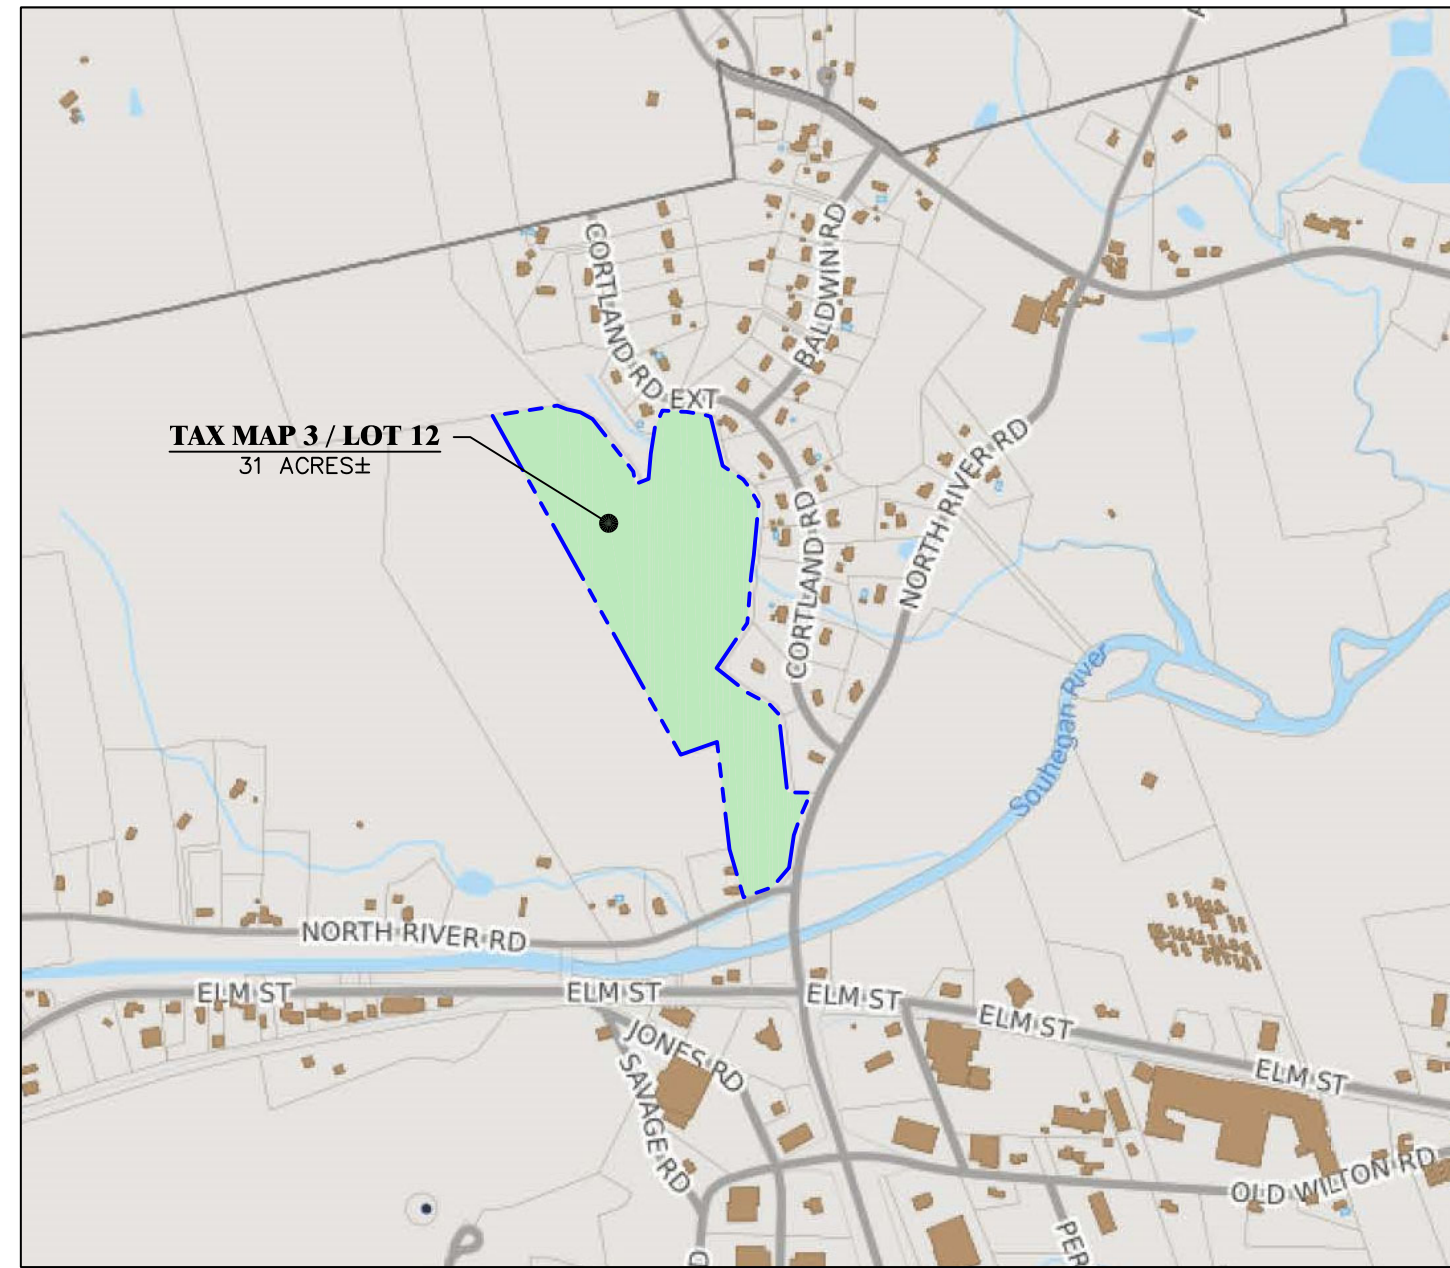 CORTLAND RD
EXT
BALDWIN RD
TAX MAP 3 / LOT 12
31 ACRES±
NORTH RIVER RD
CORTLAND RD
Souhegan River
NORTH RIVER RD
ELM ST
ELM ST
ELM ST
ELM ST
ELM ST
JONES RD
SAVAGE RD
OLD WILTON RD
PER
D